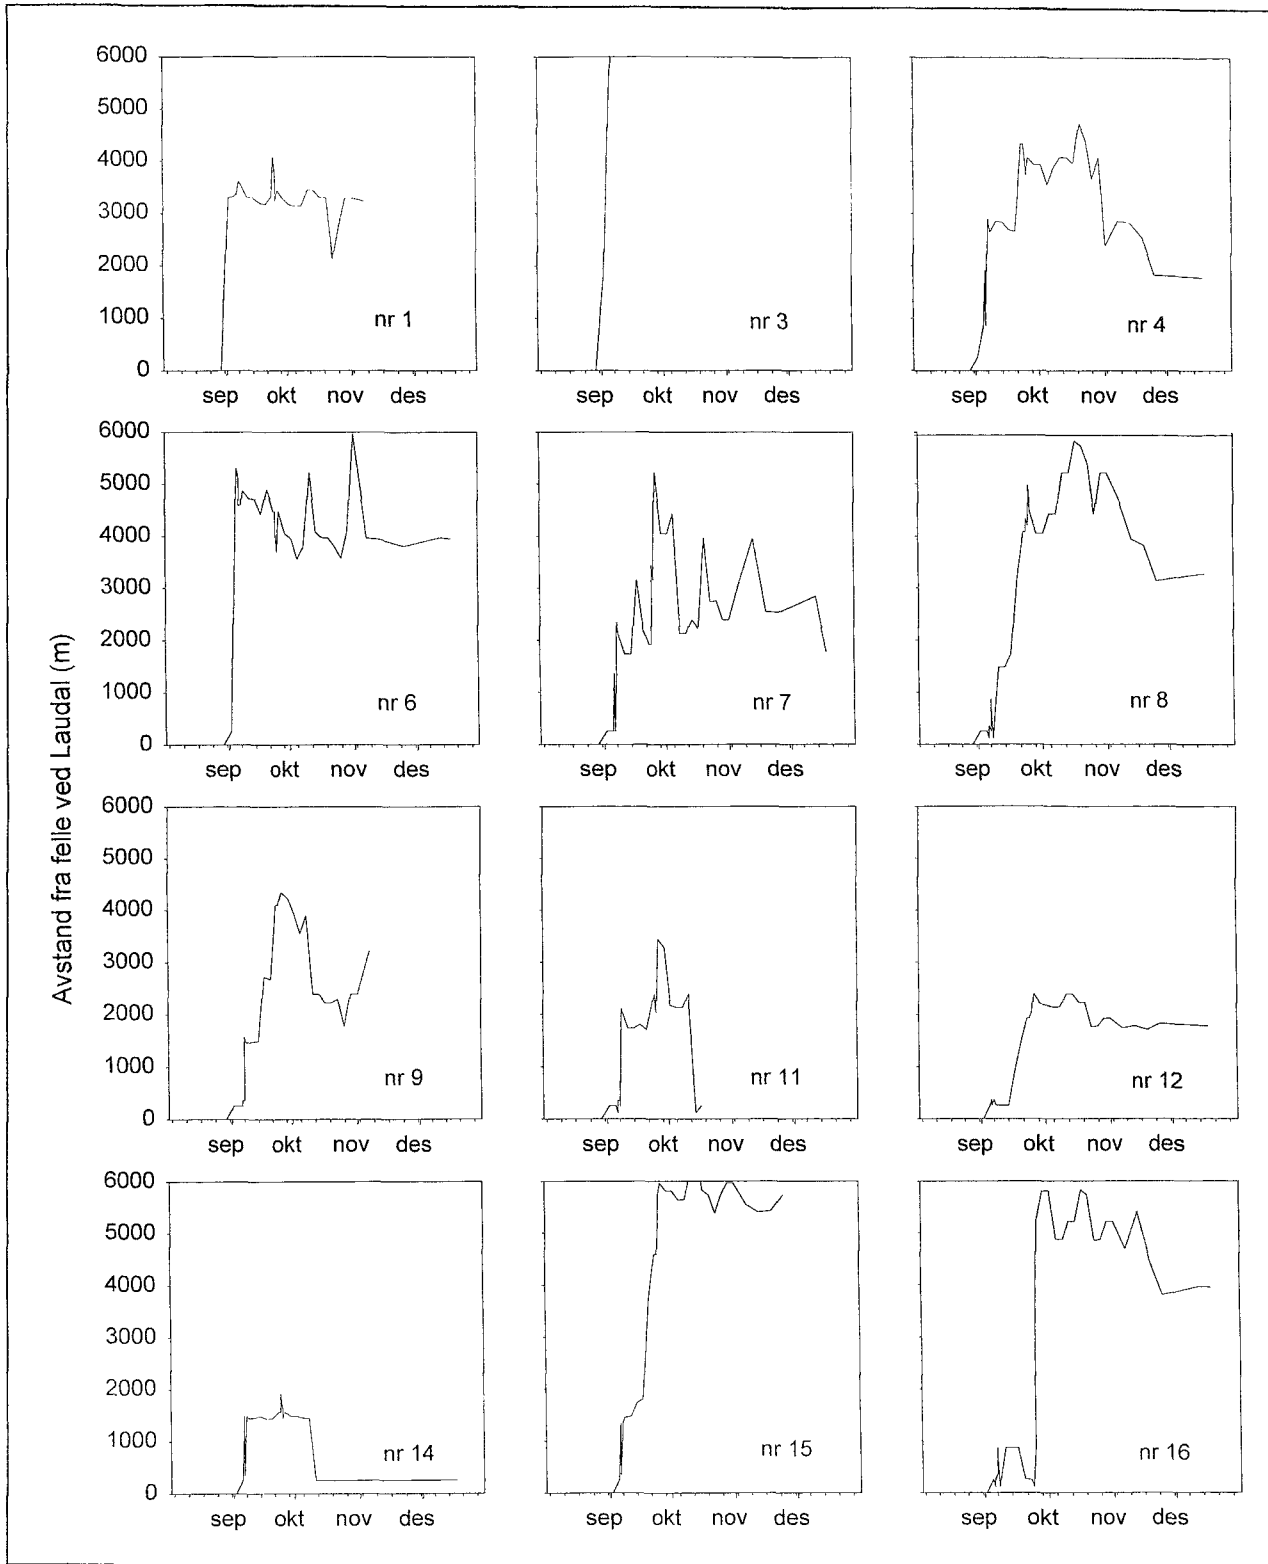 6000
5000
4000
3000
2000
1000
0
nr 1
nr 3
nr 4
sep okt nov des
sep okt nov des
sep okt nov des
Avstand fra felle ved Laudal (m)
6000
5000
4000
3000
2000
1000
0
nr 6
nr 7
nr 8
sep okt nov des
sep okt nov des
sep okt nov des
6000
5000
4000
3000
2000
1000
0
nr 9
nr 11
nr 12
sep okt nov des
sep okt nov des
sep okt nov des
6000
5000
4000
3000
2000
1000
0
nr 14
nr 15
nr 16
sep okt nov des
sep okt nov des
sep okt nov des